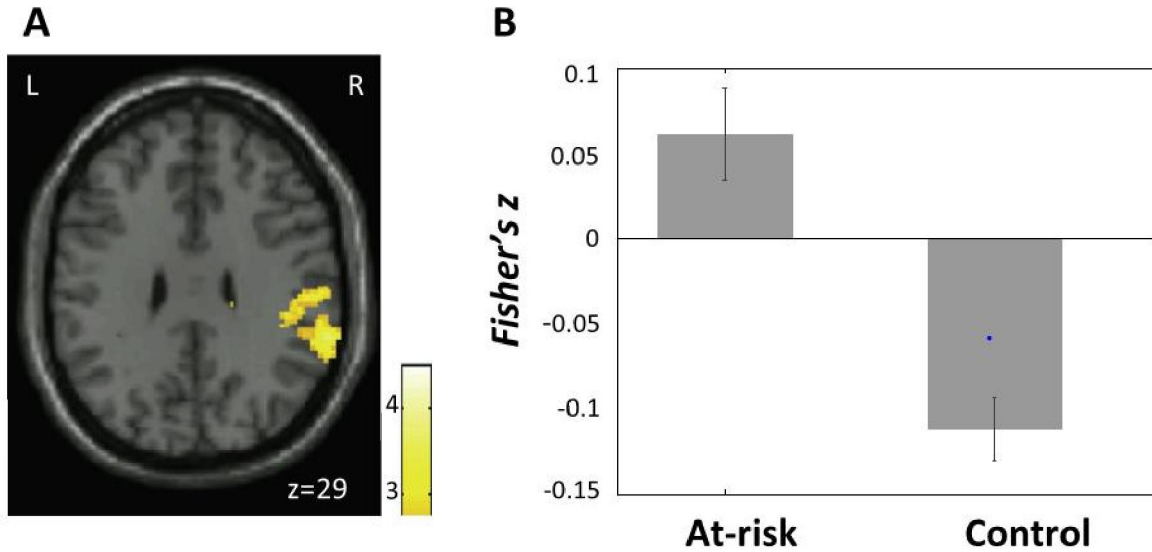 A
L R
4
3
z=29
B
Fisher's z
0.1
0.05
0
-0.05
-0.1
-0.15
At-risk Control